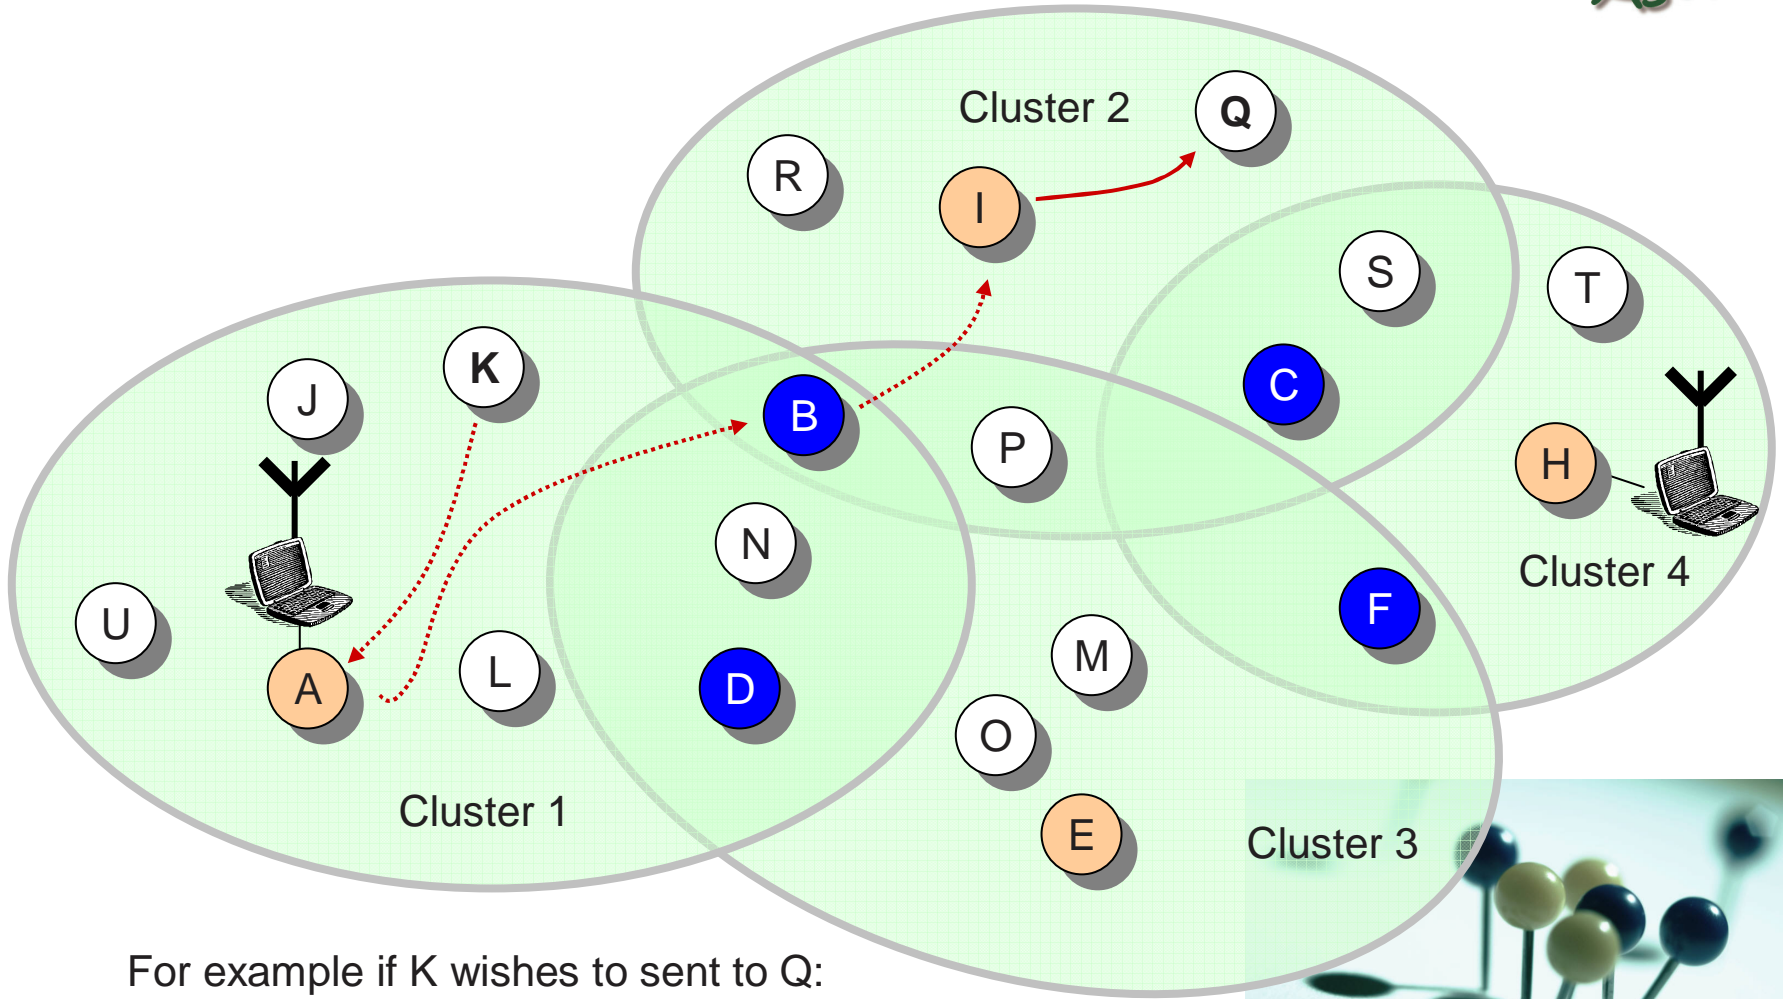 Cluster 2
Q
R
I
S
T
K
J
B
C
P
H
N
Cluster 4
U
F
M
L
A
D
O
Cluster 1
E
Cluster 3
For example if K wishes to sent to Q: